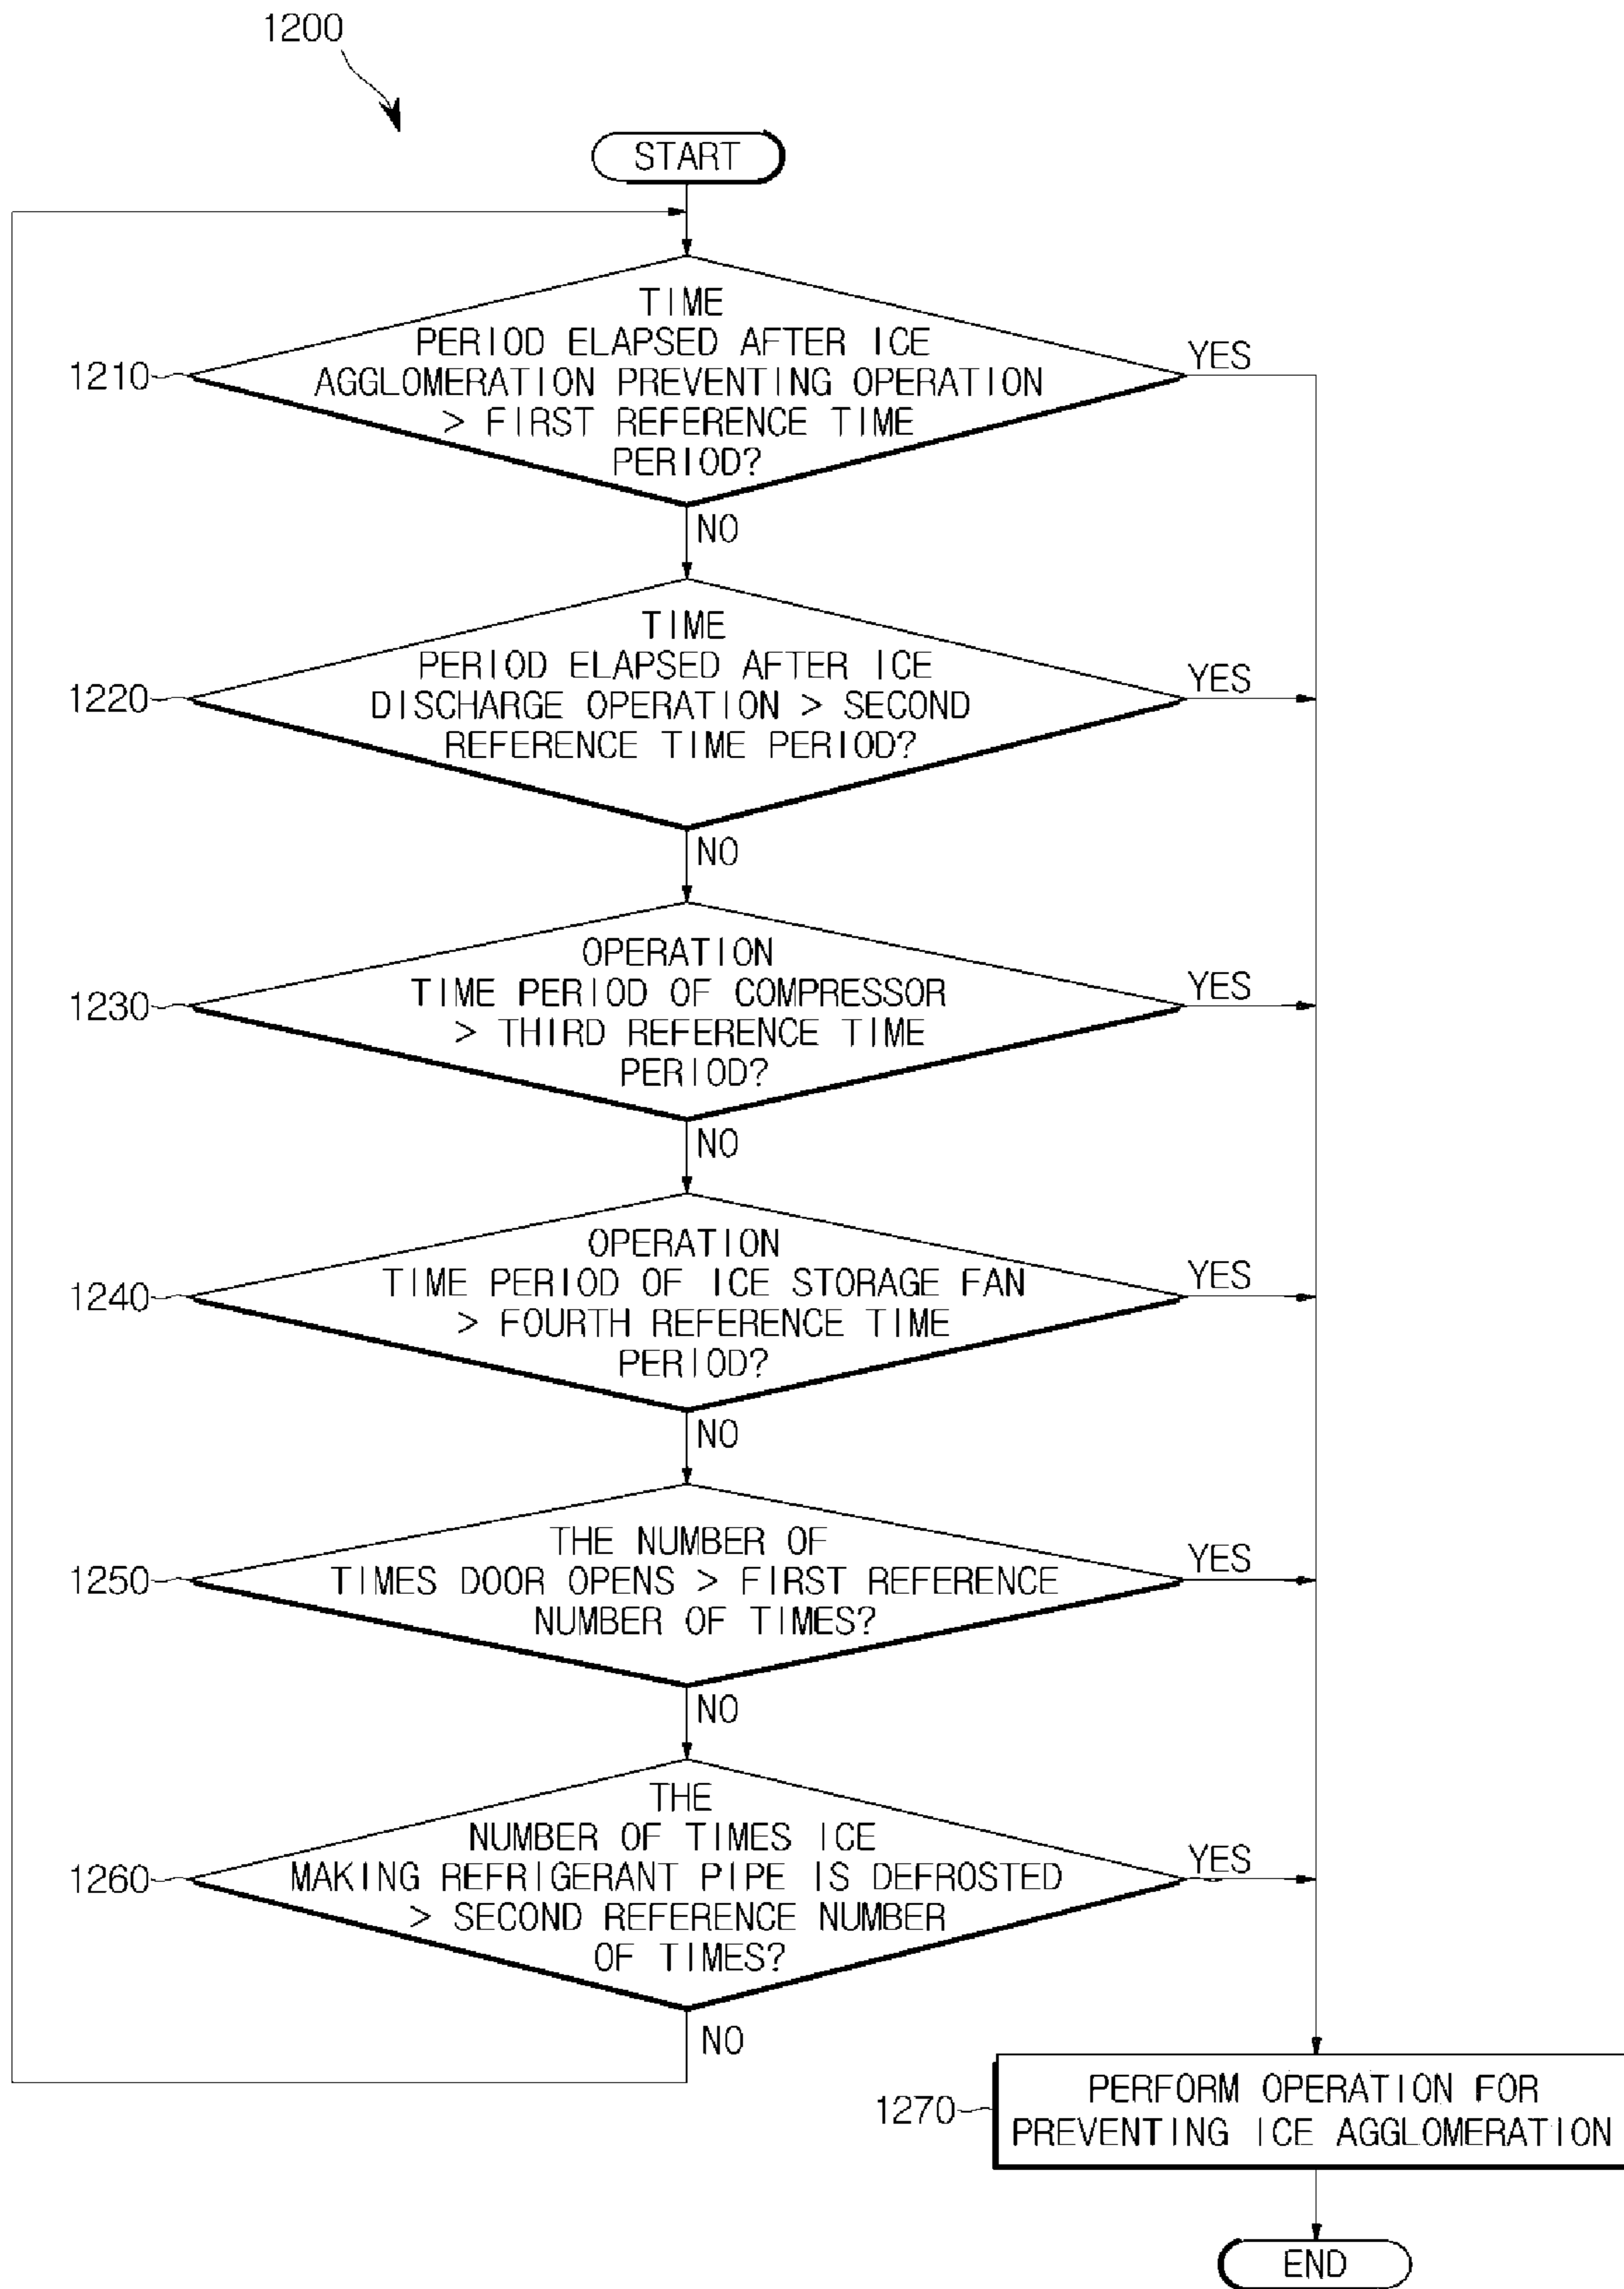 1200
START
TIME
PERIOD ELAPSED AFTER ICE
AGGLOMERATION PREVENTING OPERATION
> FIRST REFERENCE TIME
PERIOD?
1210
YES
NO
TIME
PERIOD ELAPSED AFTER ICE
DISCHARGE OPERATION > SECOND
REFERENCE TIME PERIOD?
1220
YES
NO
OPERATION
TIME PERIOD OF COMPRESSOR
> THIRD REFERENCE TIME
PERIOD?
1230
YES
NO
OPERATION
TIME PERIOD OF ICE STORAGE FAN
> FOURTH REFERENCE TIME
PERIOD?
1240
YES
NO
THE NUMBER OF
TIMES DOOR OPENS > FIRST REFERENCE
NUMBER OF TIMES?
1250
YES
NO
THE
NUMBER OF TIMES ICE
MAKING REFRIGERANT PIPE IS DEFROSTED
> SECOND REFERENCE NUMBER
OF TIMES?
1260
YES
NO
1270
PERFORM OPERATION FOR
PREVENTING ICE AGGLOMERATION
END